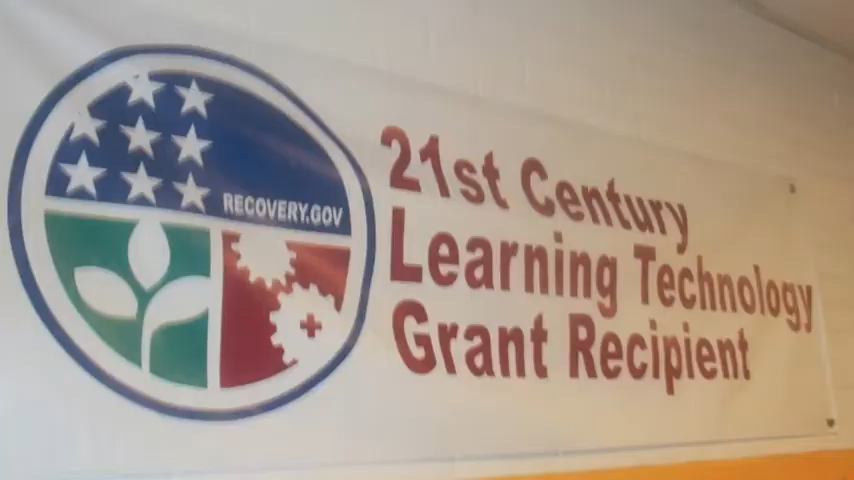 RECOVERY.GOV
21st Century
Learning Technology
Grant Recipient